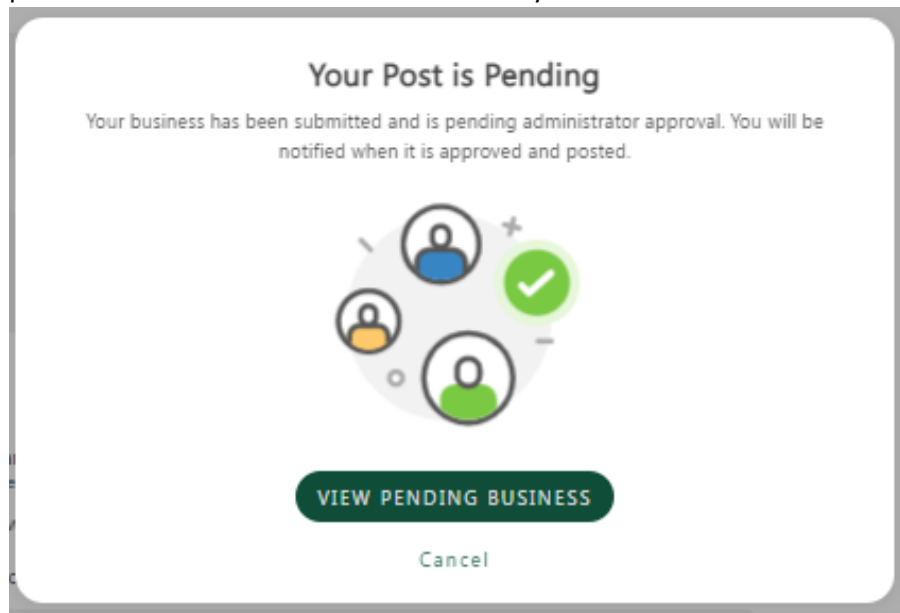 Your Post is Pending
Your business has been submitted and is pending administrator approval. You will be
notified when it is approved and posted.
VIEW PENDING BUSINESS
Cancel